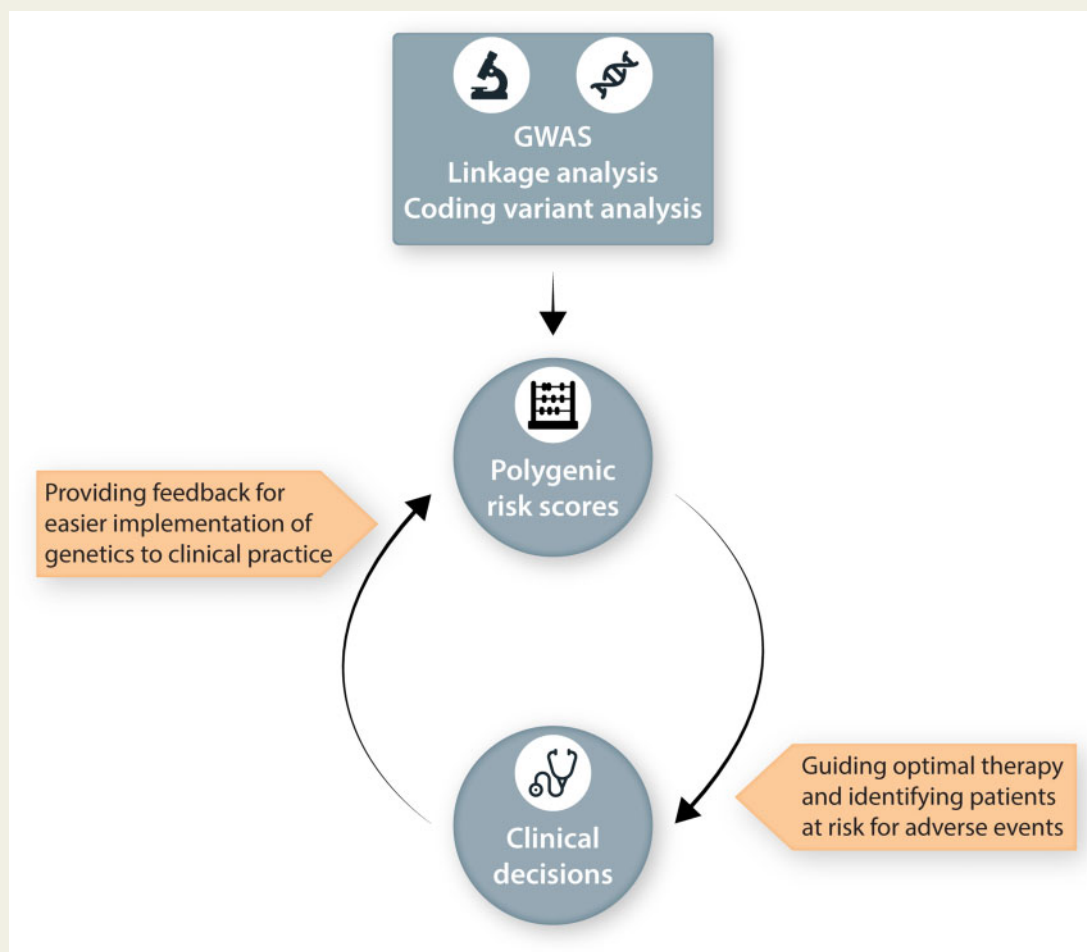 GWAS
Linkage analysis
Coding variant analysis
Polygenic
risk scores
Providing feedback for
easier implementation of
genetics to clinical practice
Guiding optimal therapy
and identifying patients
at risk for adverse events
Clinical
decisions